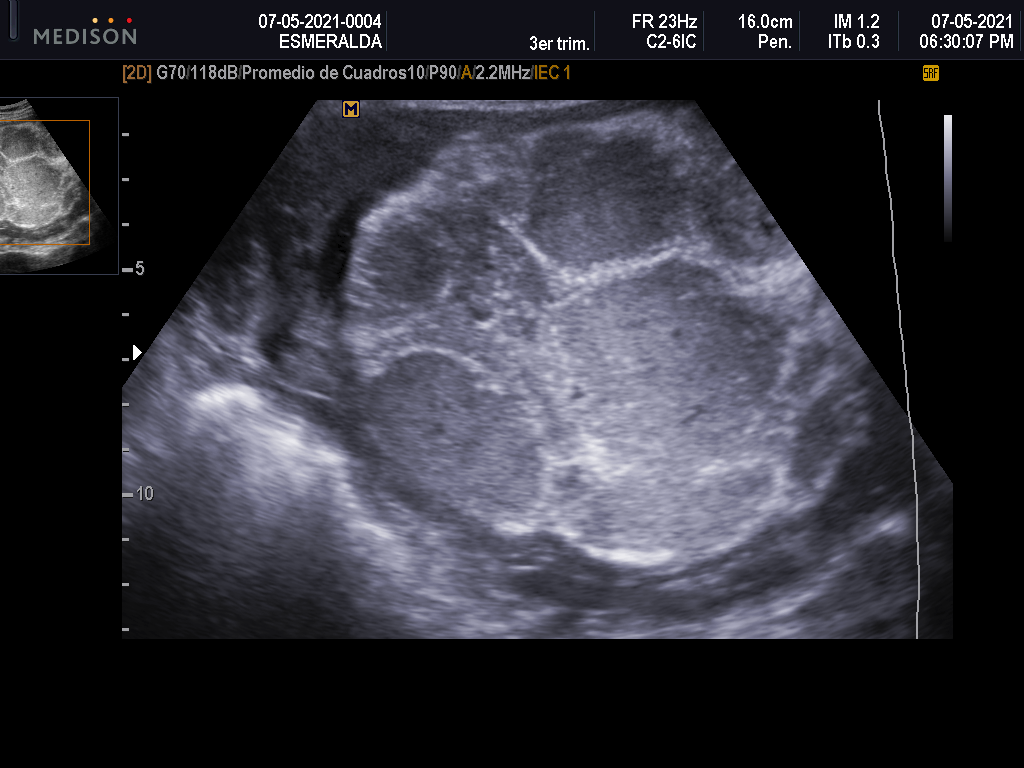 MEDISON
07-05-2021-0004
ESMERALDA
3er trim.
FR 23Hz
C2-6IC
16.0cm
Pen.
IM 1.2
ITb 0.3
07-05-2021
06:30:07 PM
[2D] G70/118dB/Promedio de Cuadros10/P90/A/2.2MHz/IEC 1
SRF
M
5
10